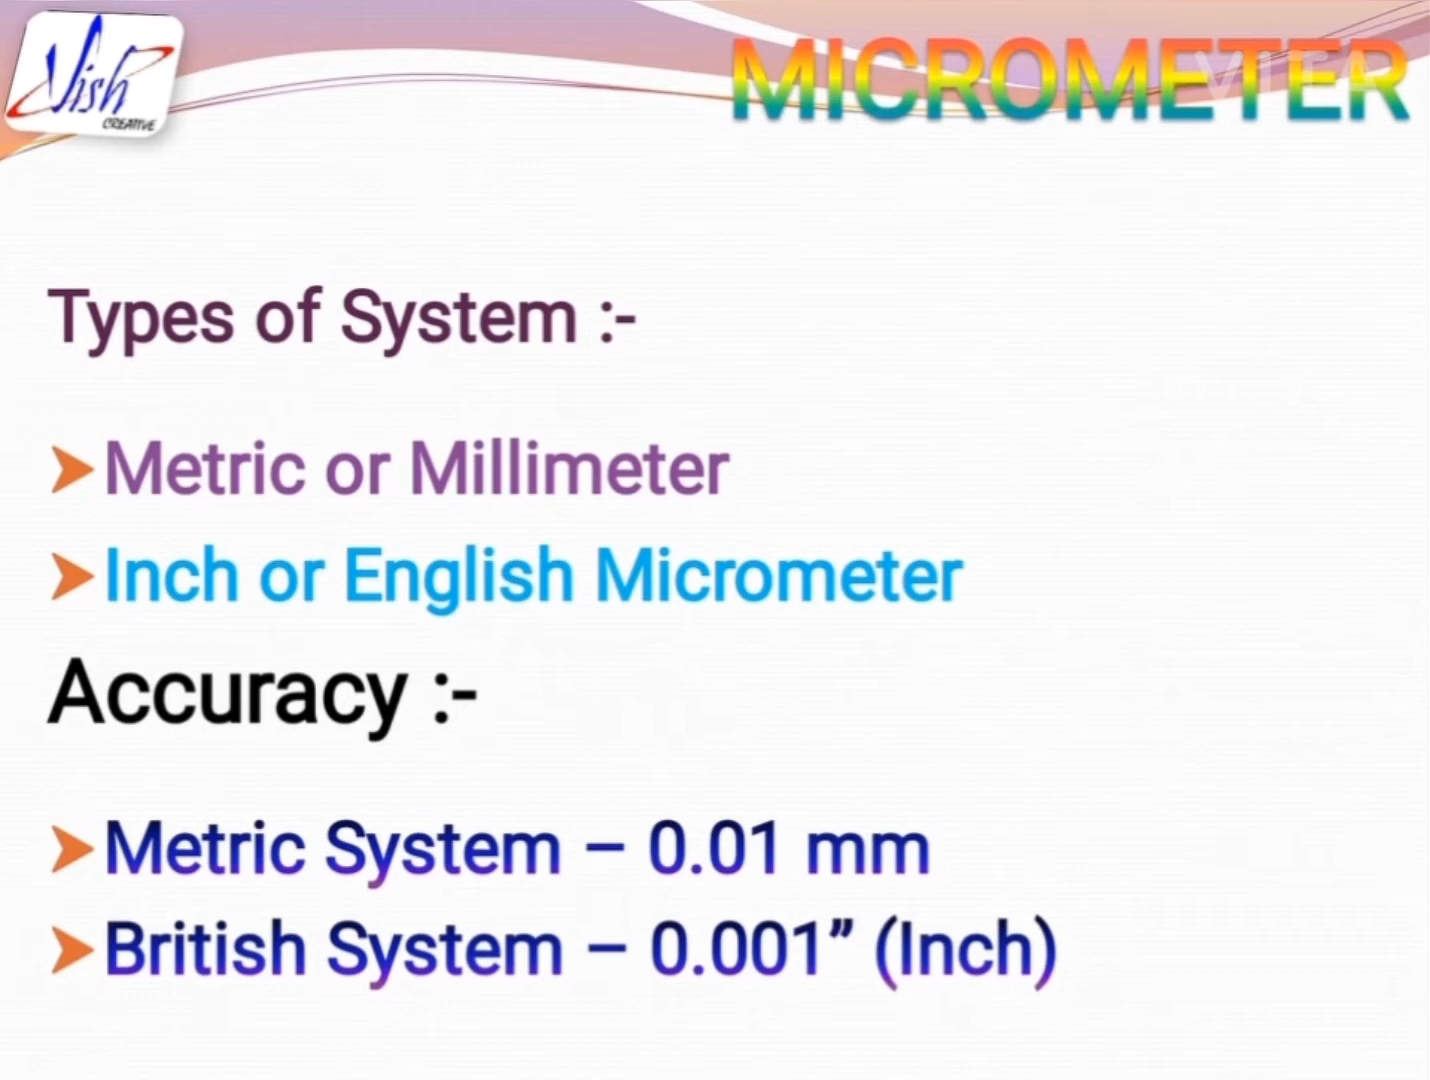 Vish
CREATIVE
MICROMETER
VITA
Types of System :-
➤Metric or Millimeter
➤Inch or English Micrometer
Accuracy :-
➤Metric System – 0.01 mm
➤British System – 0.001” (Inch)